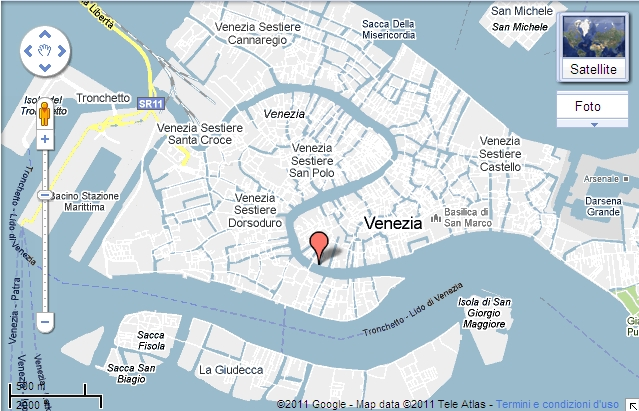 la Libertà
Venezia Sestiere
Cannaregio
Sacca Della
Misericordia
San Michele
San Michele
Satellite
Foto
Isola del
Tronchetto
Tronchetto
SR11
Venezia
Venezia Sestiere
Santa Croce
Venezia
Sestiere
San Polo
Venezia
Sestiere
Castello
Arsenale
Darsena
Grande
Bacino Stazione
Marittima
Venezia
Sestiere
Dorsoduro
Venezia
Basilica di
San Marco
Tronchetto - Lido di Venezia
Tronchetto - Lido di Venezia
Venezia - Patra
Venezia
Venezia
Isola di San
Giorgio
Maggiore
Sacca
Fisola
Sacca San
Biagio
La Giudecca
500 m
©2011 Google - Map data ©2011 Tele Atlas - Termini e condizioni d'uso